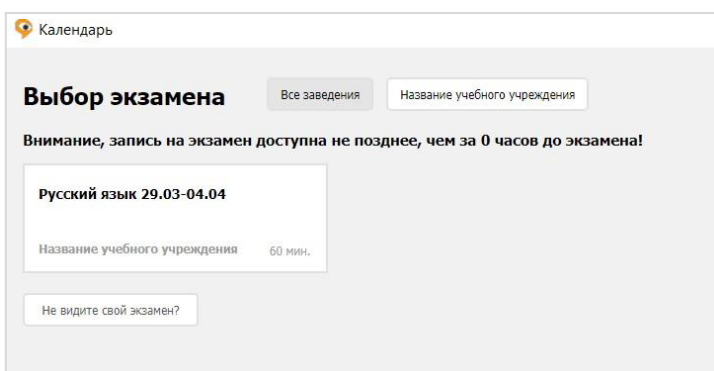 Календарь
Выбор экзамена
Все заведения
Название учебного учреждения
Внимание, запись на экзамен доступна не позднее, чем за 0 часов до экзамена!
Русский язык 29.03-04.04
Название учебного учреждения
60 мин.
Не видите свой экзамен?